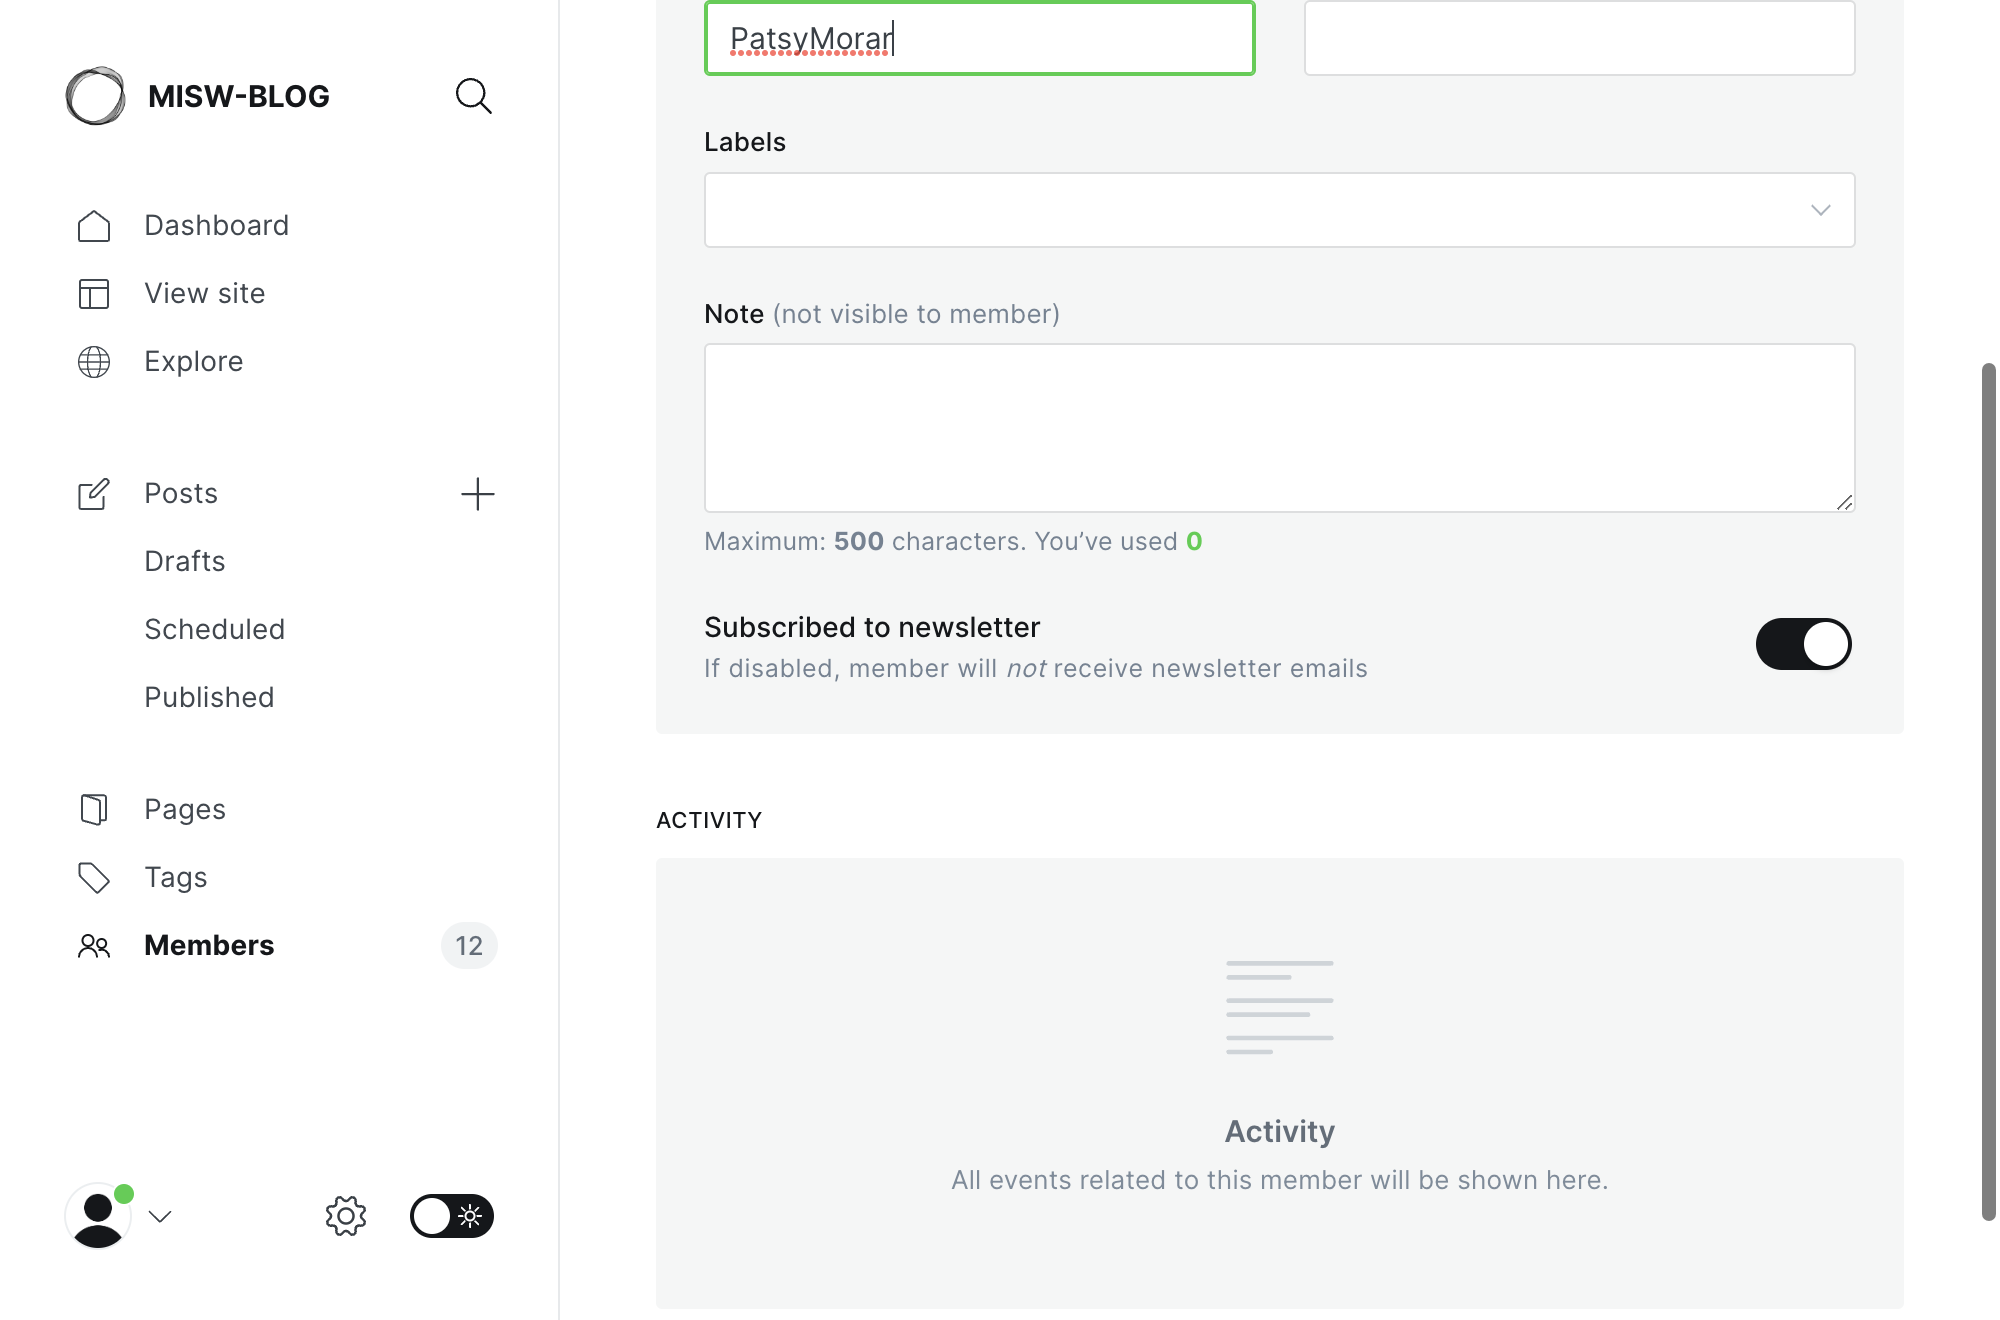 MISW-BLOG
Dashboard
View site
Explore
Posts
Drafts
Scheduled
Published
Pages
Tags
Members
12
PatsyMorar
Labels
Note (not visible to member)
Maximum: 500 characters. You’ve used 0
Subscribed to newsletter
If disabled, member will not receive newsletter emails
ACTIVITY
Activity
All events related to this member will be shown here.